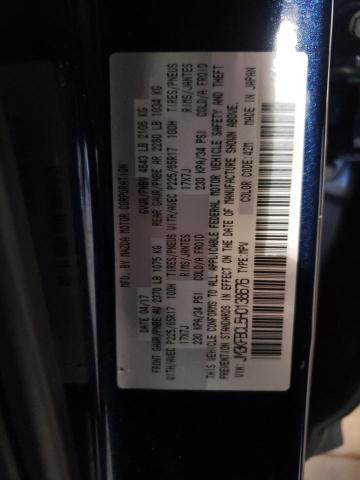 MFD. BY MAZDA MOTOR CORPORATION
DATE: 04/17 GVWR/PNBV 4643 LB 2106 KG
FRONT GAWR/PNBE AV 2370 LB 1075 KG REAR GAWR/PNBE AR 2280 LB 1034 KG
WITH/AVEC P225/65R17 100H TIRES/PNEUS WITH/AVEC P225/65R17 100H TIRES/PNEUS
17X7J RIMS/JANTES 17X7J RIMS/JANTES
230 KPA/34 PSI COLD/A FROID 230 KPA/34 PSI COLD/A FROID
THIS VEHICLE CONFORMS TO ALL APPLICABLE FEDERAL MOTOR VEHICLE SAFETY AND THEFT
PREVENTION STANDARDS IN EFFECT ON THE DATE OF MANUFACTURE SHOWN ABOVE.
VIN: JM3KFBCL5H0138676 TYPE: MPV COLOR CODE: 42M MADE IN JAPAN